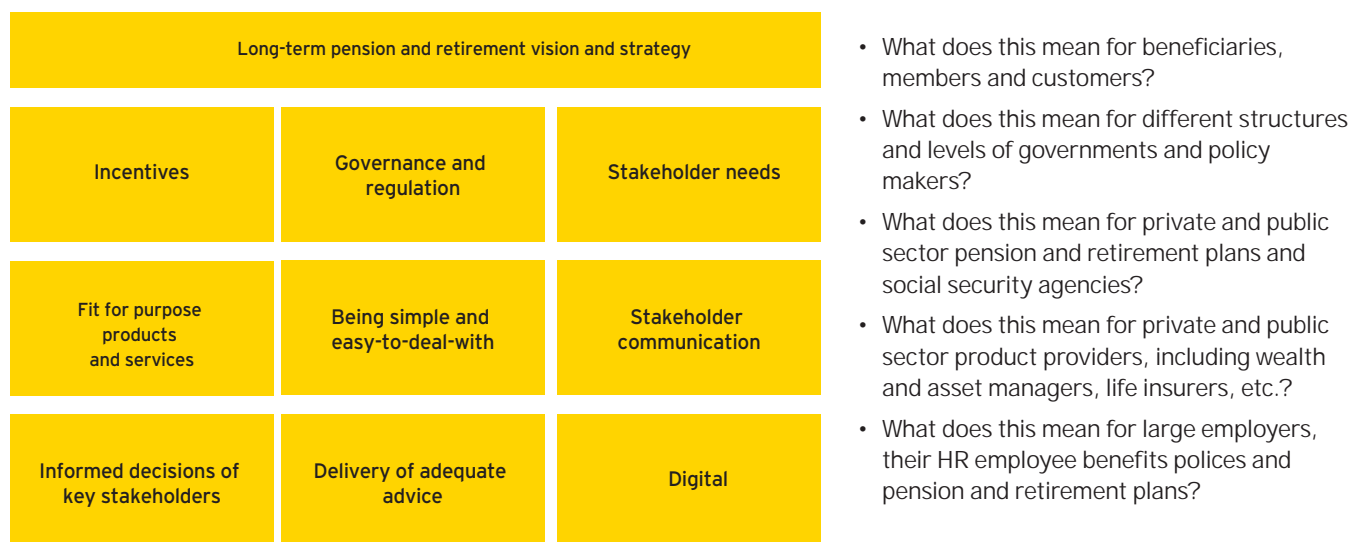 Long-term pension and retirement vision and strategy
Incentives
Governance and
regulation
Stakeholder needs
Fit for purpose
products
and services
Being simple and
easy-to-deal-with
Stakeholder
communication
Informed decisions of
key stakeholders
Delivery of adequate
advice
Digital
• What does this mean for beneficiaries,
members and customers?
• What does this mean for different structures
and levels of governments and policy
makers?
• What does this mean for private and public
sector pension and retirement plans and
social security agencies?
• What does this mean for private and public
sector product providers, including wealth
and asset managers, life insurers, etc.?
• What does this mean for large employers,
their HR employee benefits polices and
pension and retirement plans?